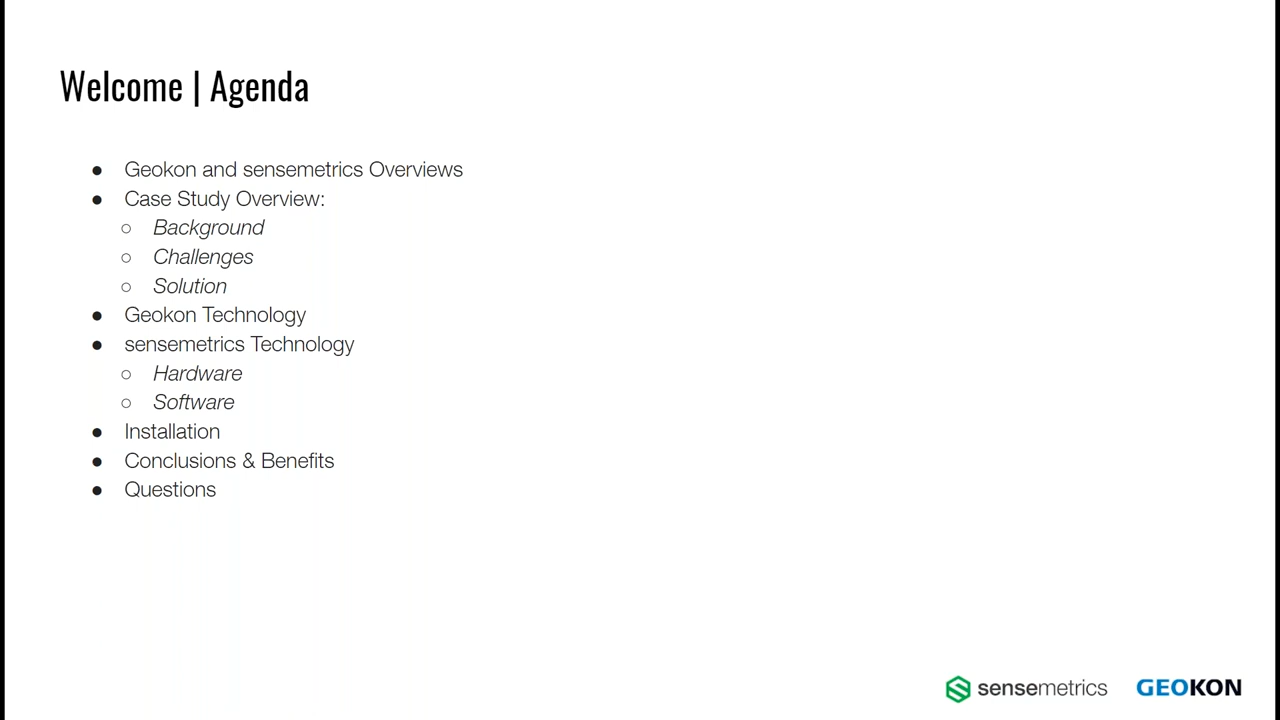 Welcome | Agenda
● Geokon and sensemetrics Overviews
● Case Study Overview:
○ Background
○ Challenges
○ Solution
● Geokon Technology
● sensemetrics Technology
○ Hardware
○ Software
● Installation
● Conclusions & Benefits
● Questions
sensemetrics GEOKON